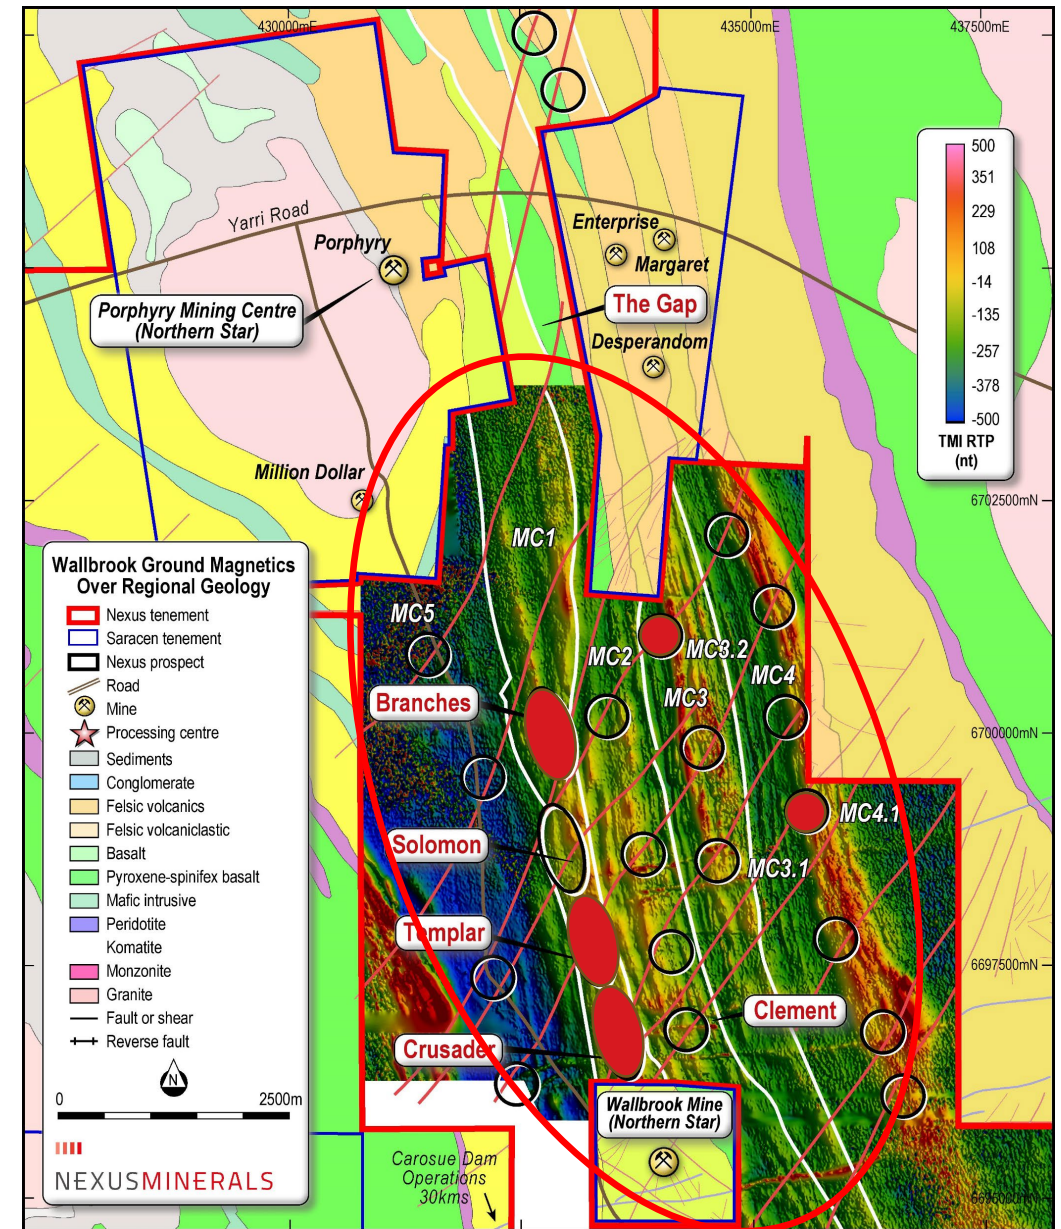 430000mE
435000mE
437500mE
500
351
229
108
-14
-135
-257
-378
-500
TMI RTP
(nt)
Yarri Road
Porphyry
Enterprise
Margaret
Porphyry Mining Centre
(Northern Star)
The Gap
Desperandom
Million Dollar
6702500mN
MC1
MC5
MC2
MC3.2
MC4
MC3
Branches
6700000mN
MC4.1
Solomon
MC3.1
Templar
6697500mN
Clement
Crusader
Wallbrook Mine
(Northern Star)
Carosue Dam
Operations
30kms
6695000mN
Wallbrook Ground Magnetics
Over Regional Geology
Nexus tenement
Saracen tenement
Nexus prospect
Road
Mine
Processing centre
Sediments
Conglomerate
Felsic volcanics
Felsic volcaniclastic
Basalt
Pyroxene-spinifex basalt
Mafic intrusive
Peridotite
Komatite
Monzonite
Granite
Fault or shear
Reverse fault
N
0 2500m
NEXUSMINERALS